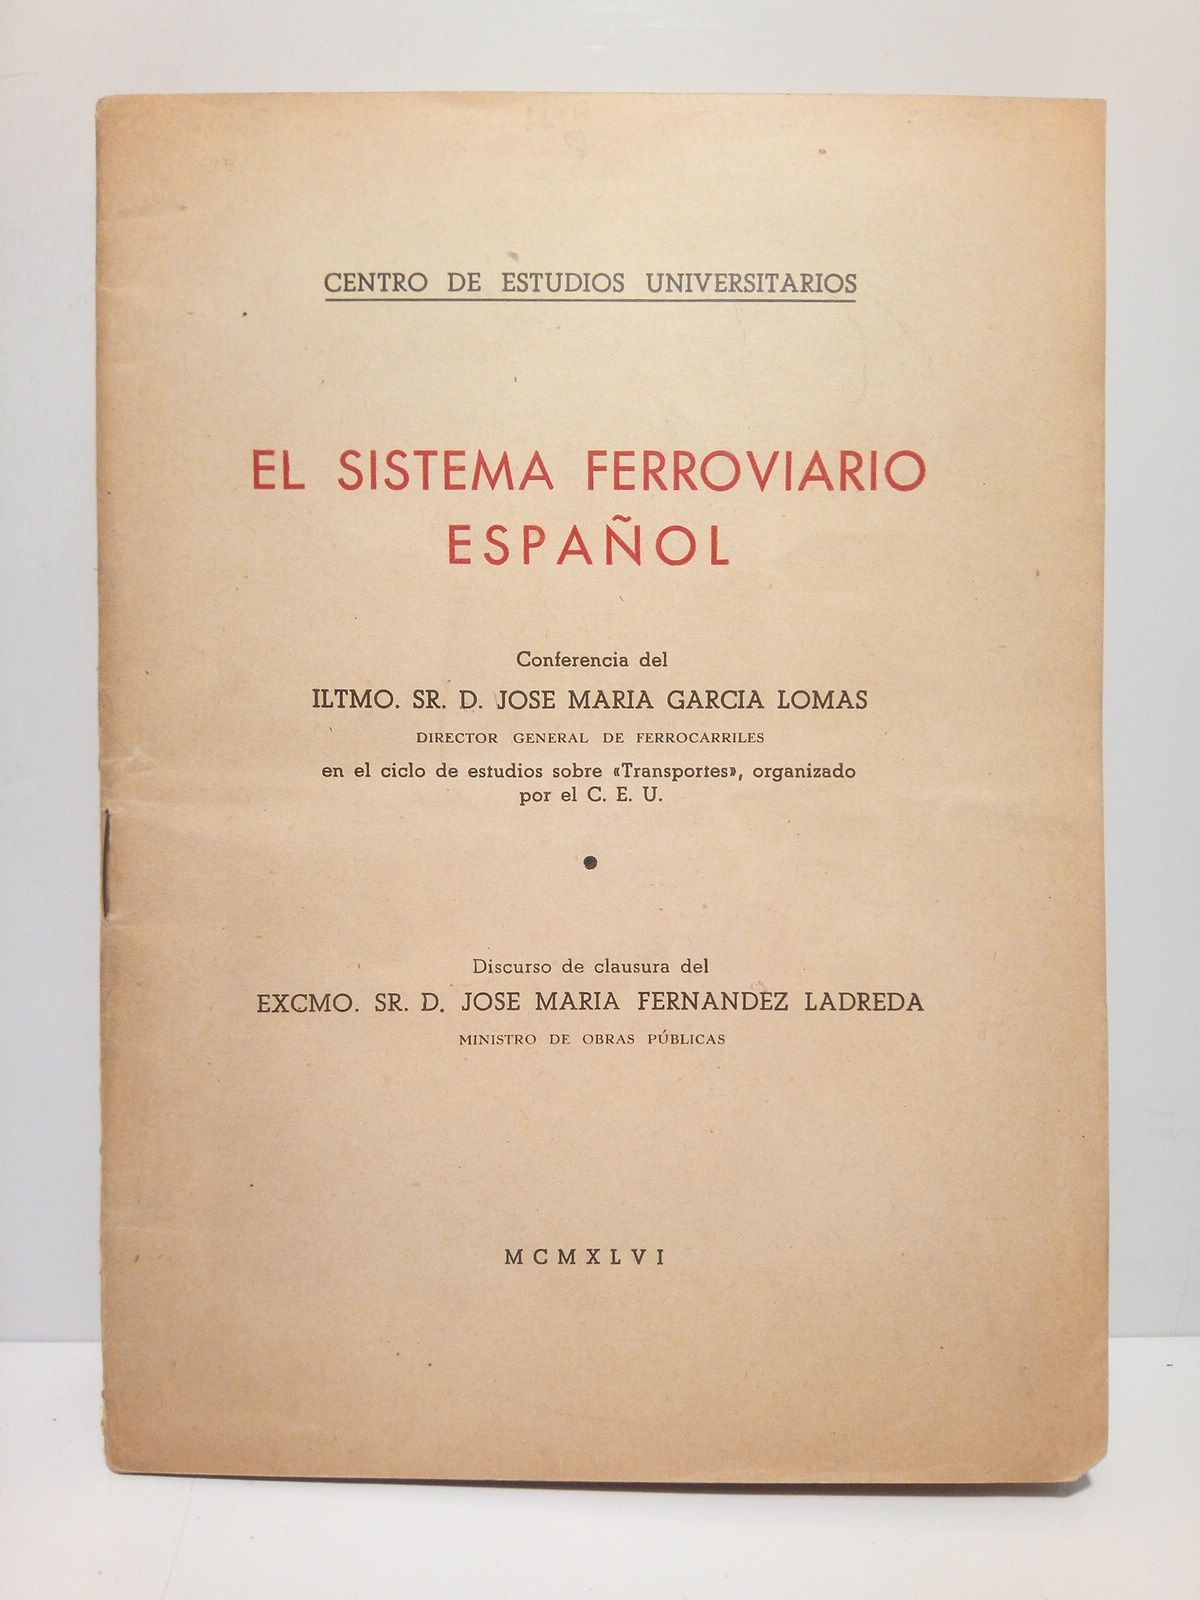 CENTRO DE ESTUDIOS UNIVERSITARIOS
EL SISTEMA FERROVIARIO
ESPAÑOL
Conferencia del
ILTMO. SR. D. JOSE MARIA GARCIA LOMAS
DIRECTOR GENERAL DE FERROCARRILES
en el ciclo de estudios sobre «Transportes», organizado
por el C. E. U.
Discurso de clausura del
EXCMO. SR. D. JOSE MARIA FERNANDEZ LADREDA
MINISTRO DE OBRAS PÚBLICAS
MCMXLVI